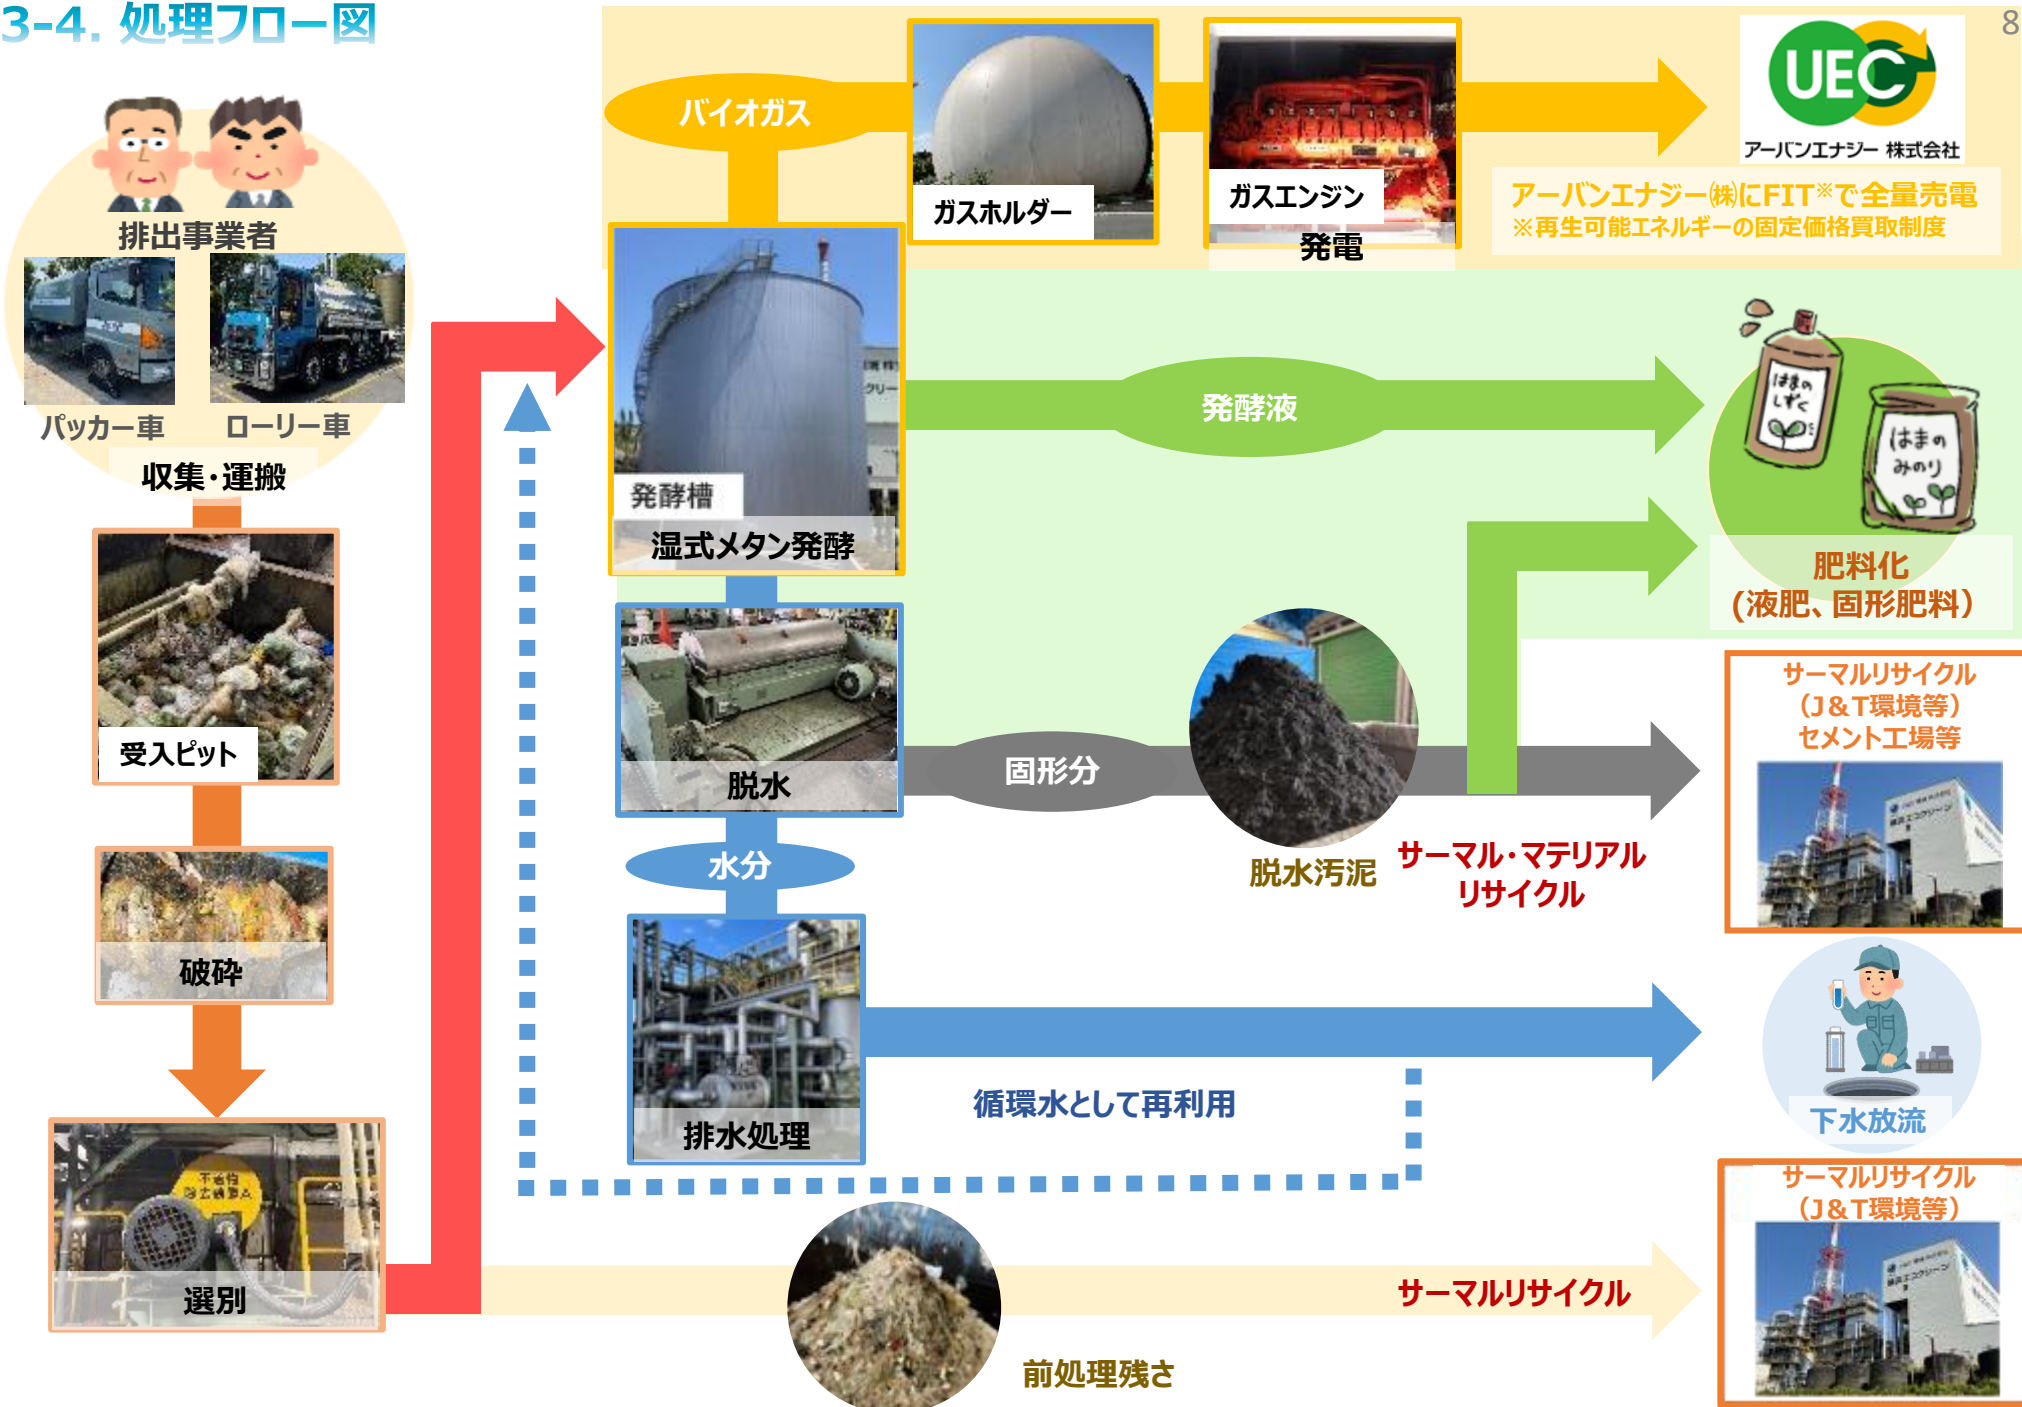 3-4. 処理フロー図
8
排出事業者
パッカー車
ローリー車
収集・運搬
受入ピット
破砕
不適物
除去装置A
選別
バイオガス
ガスホルダー
ガスエンジン
発電
UEC
アーバンエナジー 株式会社
アーバンエナジー㈱にFIT※で全量売電
※再生可能エネルギーの固定価格買取制度
発酵槽
湿式メタン発酵
発酵液
はまの
しずく
はまの
みのり
肥料化
(液肥、固形肥料）
脱水
固形分
脱水汚泥
サーマル・マテリアル
リサイクル
サーマルリサイクル
（J&T環境等）
セメント工場等
水分
排水処理
循環水として再利用
下水放流
前処理残さ
サーマルリサイクル
サーマルリサイクル
（J&T環境等）